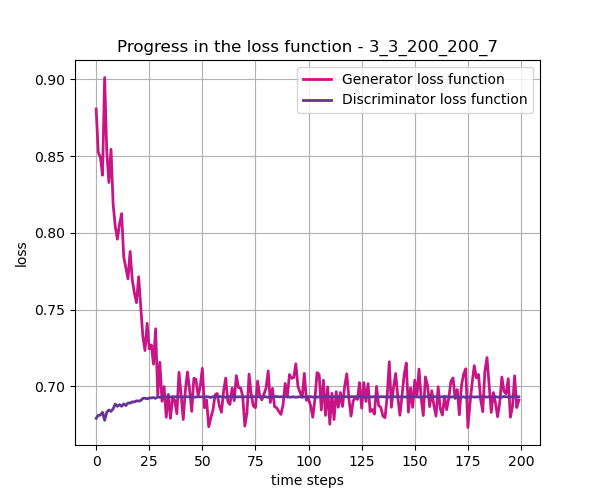 Progress in the loss function - 3_3_200_200_7
Generator loss function
Discriminator loss function
0.90
0.85
0.80
0.75
0.70
loss
0
25
50
75
100
125
150
175
200
time steps